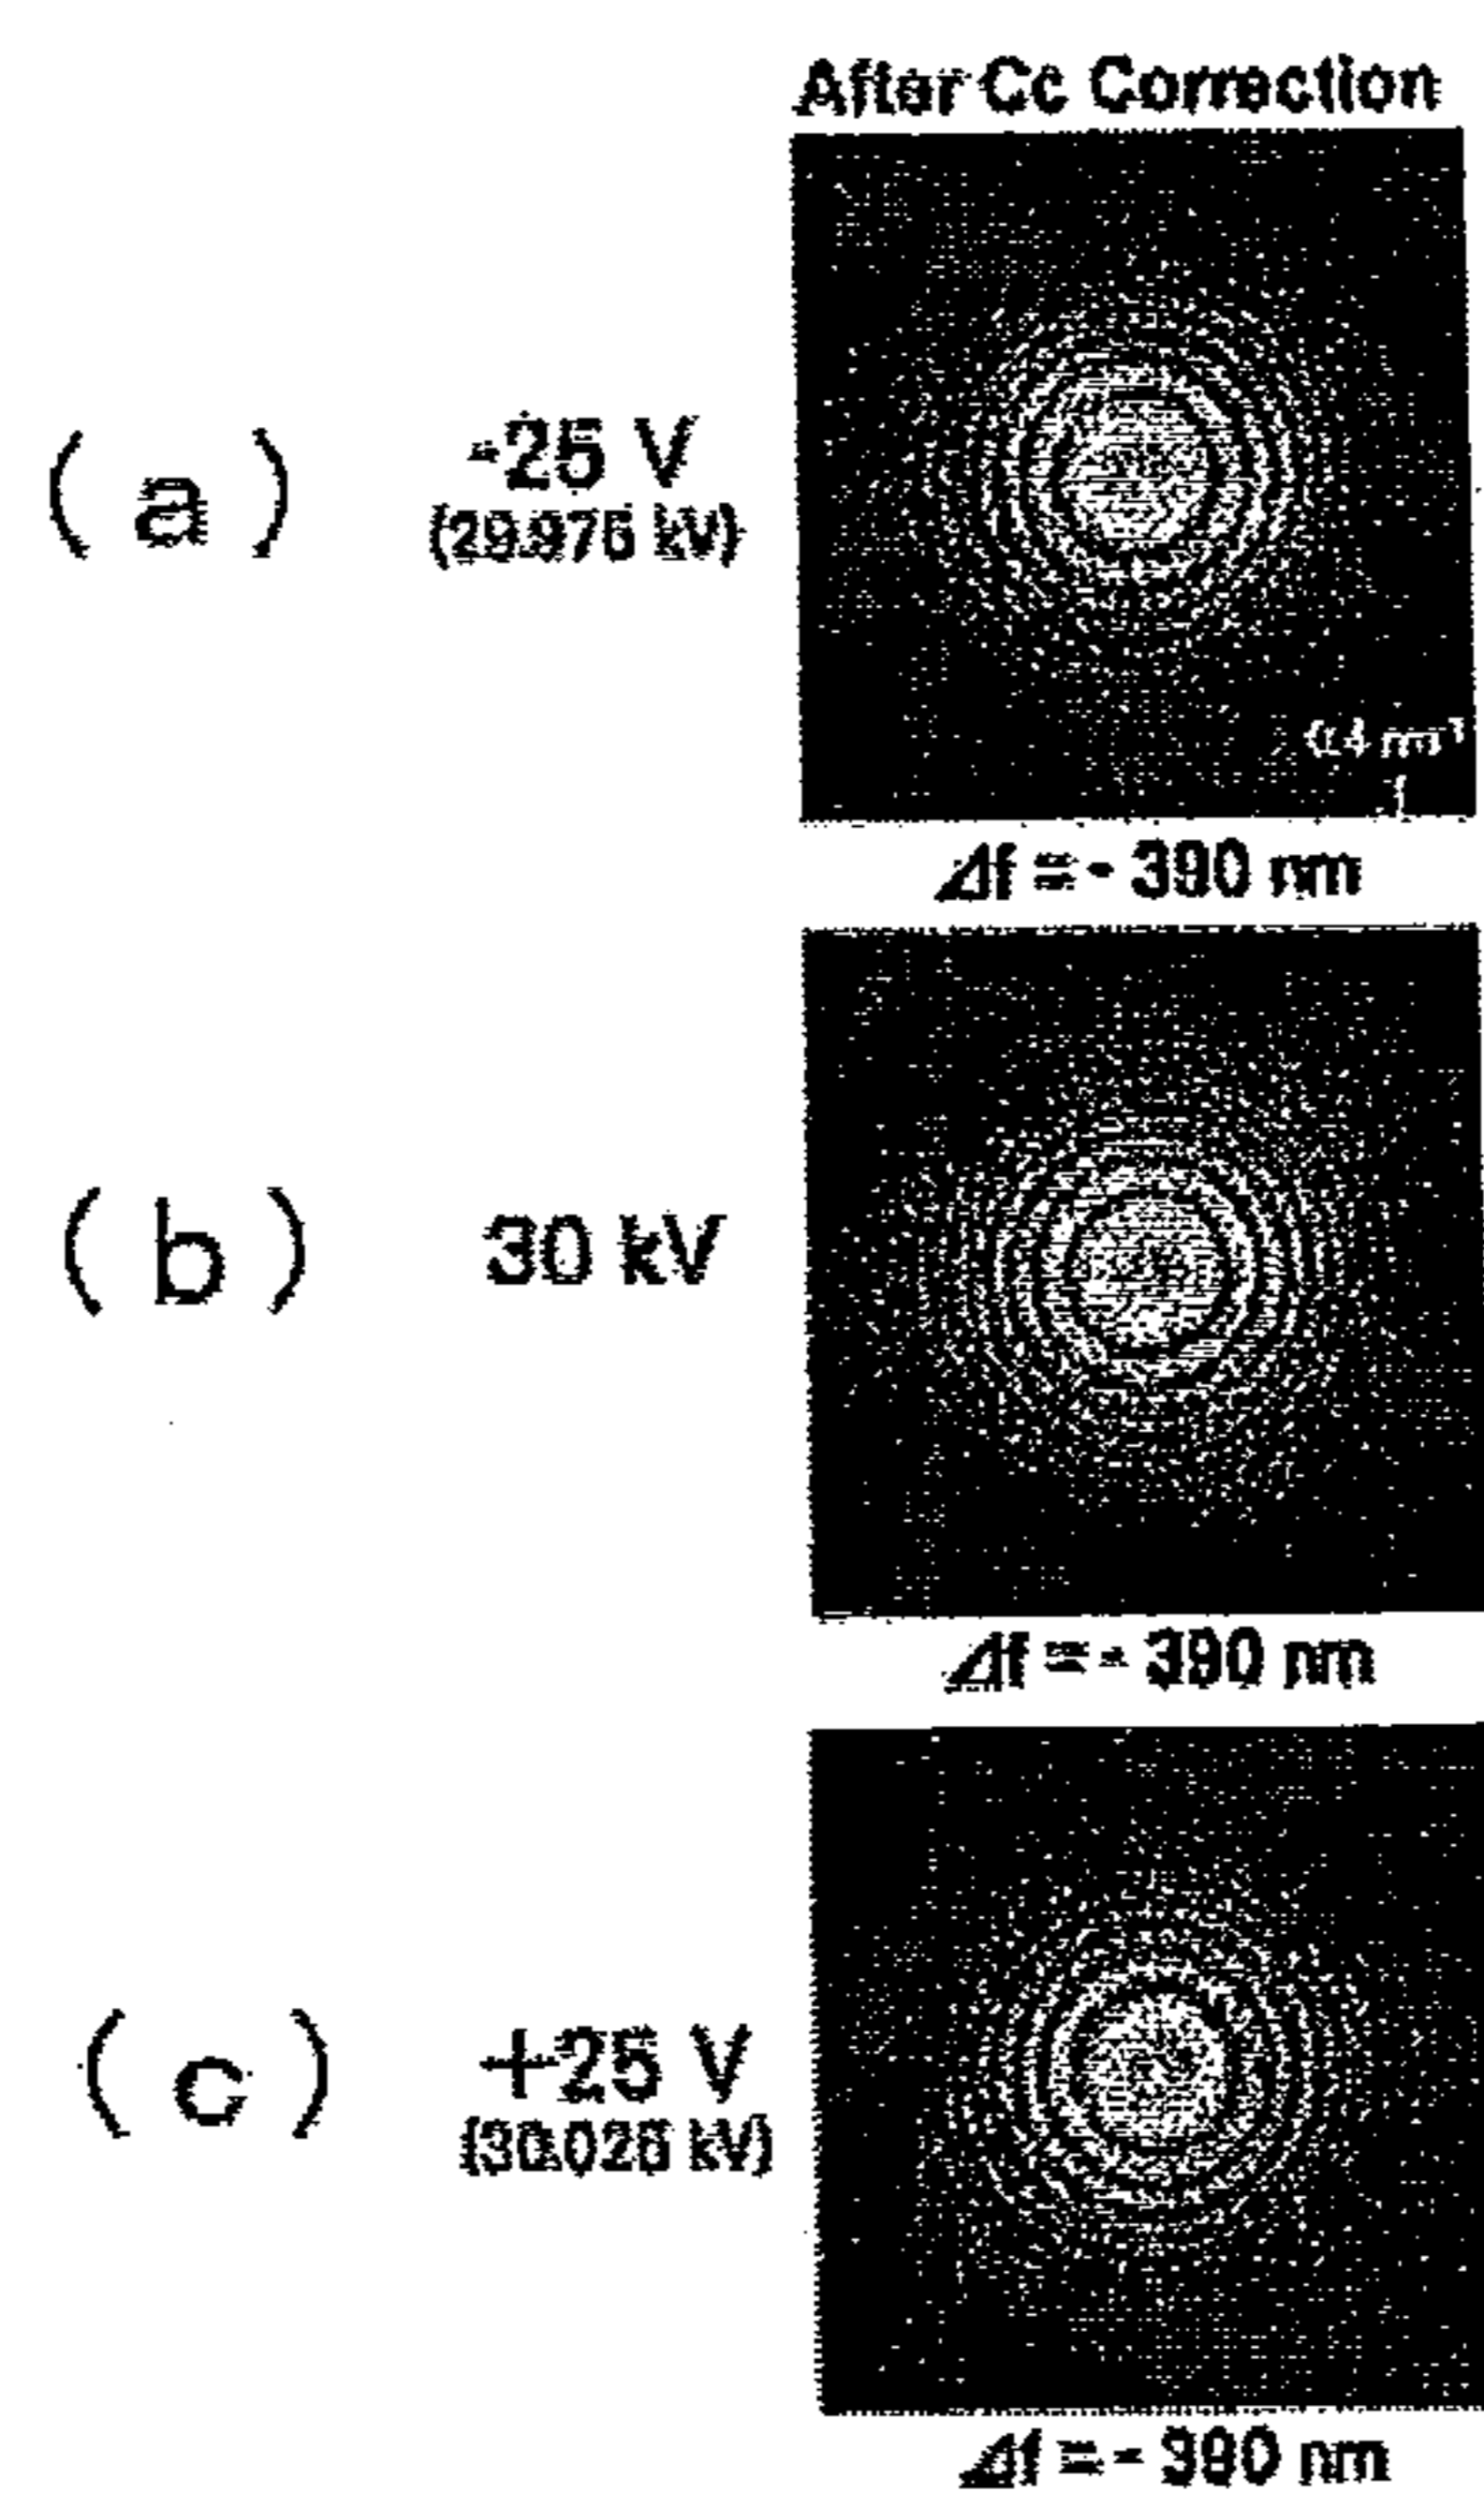 After Cc Correction
(a)
-25 V
(29.975 kV)
Δf = - 390 nm
(b)
30 kV
Δf = - 390 nm
(c)
+25 V
(30.025 kV)
Δf = - 390 nm